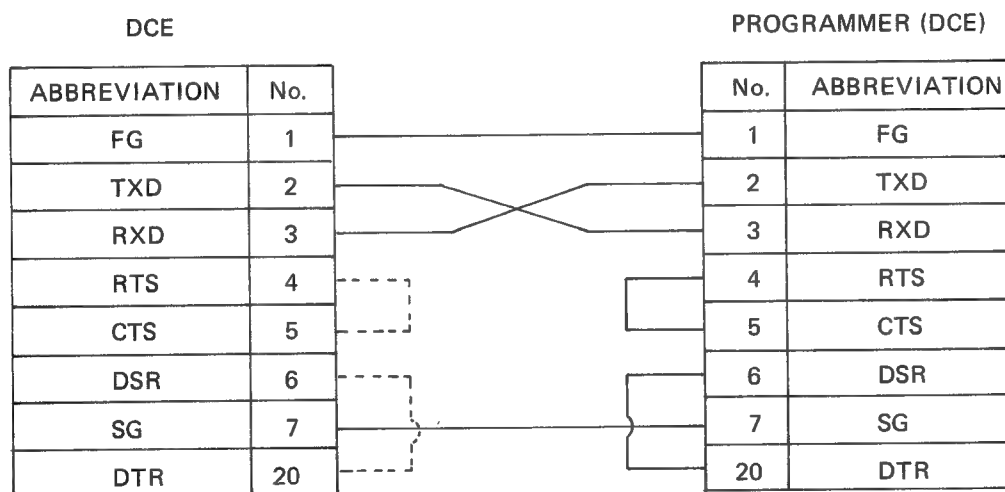 DCE
PROGRAMMER (DCE)
ABBREVIATION No.
No. ABBREVIATION
FG 1
1 FG
TXD 2
2 TXD
RXD 3
3 RXD
RTS 4
4 RTS
CTS 5
5 CTS
DSR 6
6 DSR
SG 7
7 SG
DTR 20
20 DTR